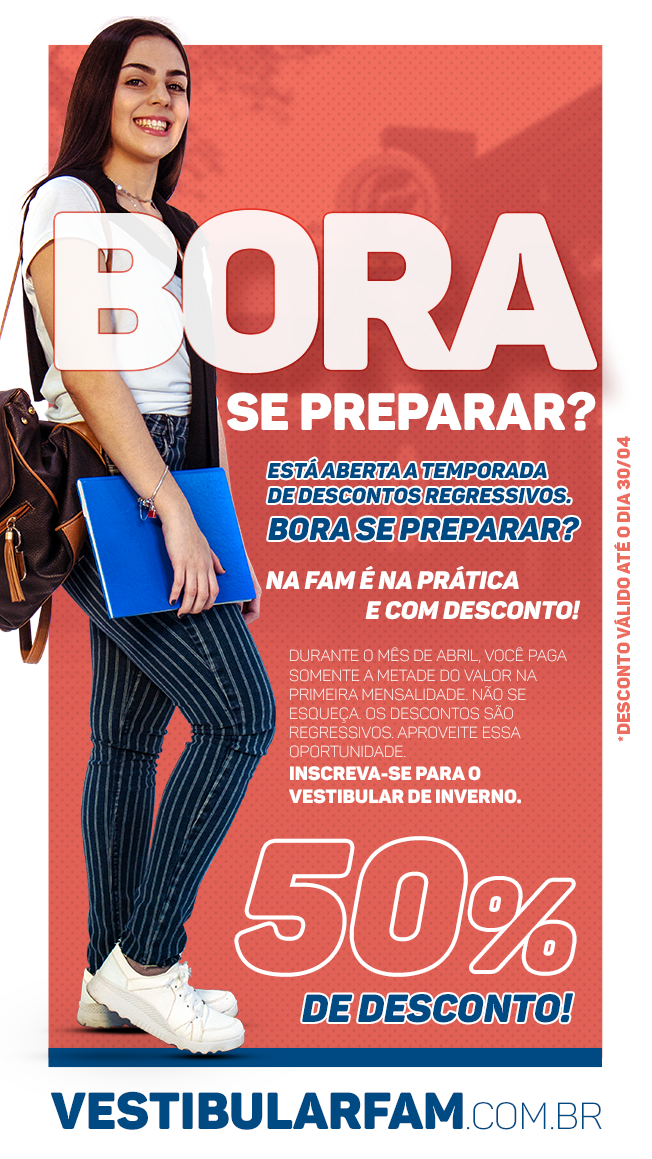 BORA
SE PREPARAR?
ESTÁ ABERTA A TEMPORADA
DE DESCONTOS REGRESSIVOS.
BORA SE PREPARAR?
NA FAM É NA PRÁTICA
E COM DESCONTO!
DURANTE O MÊS DE ABRIL, VOCÊ PAGA
SOMENTE A METADE DO VALOR NA
PRIMEIRA MENSALIDADE. NÃO SE
ESQUEÇA. OS DESCONTOS SÃO
REGRESSIVOS. APROVEITE ESSA
OPORTUNIDADE.
INSCREVA-SE PARA O
VESTIBULAR DE INVERNO.
50%
DE DESCONTO!
*DESCONTO VÁLIDO ATÉ O DIA 30/04
VESTIBULARFAM.COM.BR